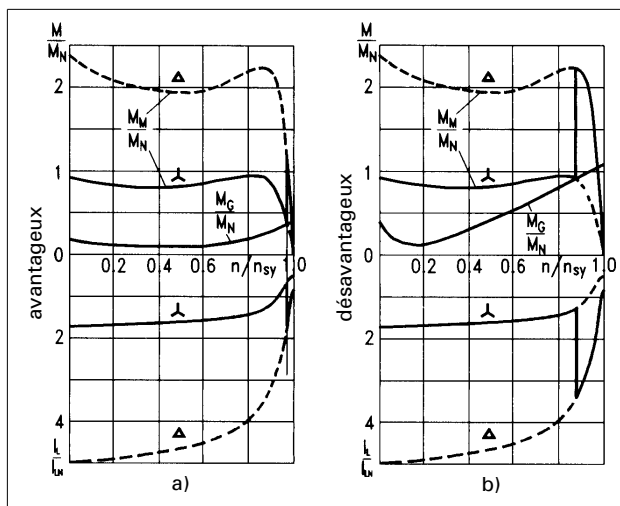 M/M_N
2
△
M_M/M_N
1
⅄
M_G/M_N
0
0.2 0.4 0.6 n/n_sy 1.0
avantageux
⅄
2
4
△
I_L/I_LN
a)
M/M_N
2
△
M_M/M_N
1
⅄
M_G/M_N
0
0.2 0.4 0.6 n/n_sy 1.0
désavantageux
⅄
2
4
△
I_L/I_LN
b)